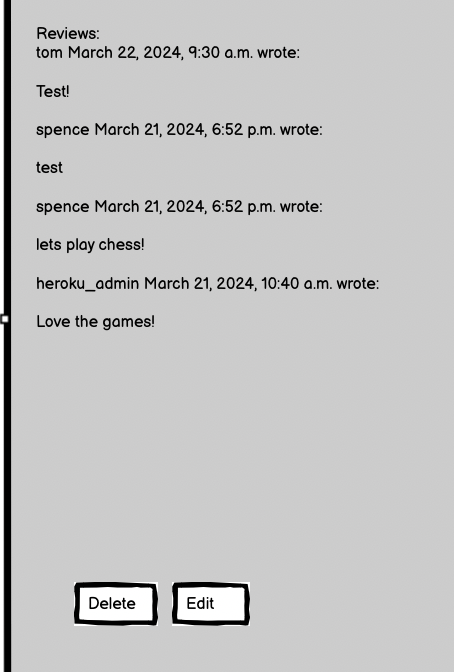 Reviews:
tom March 22, 2024, 9:30 a.m. wrote:
Test!
spence March 21, 2024, 6:52 p.m. wrote:
test
spence March 21, 2024, 6:52 p.m. wrote:
lets play chess!
heroku_admin March 21, 2024, 10:40 a.m. wrote:
Love the games!
Delete
Edit